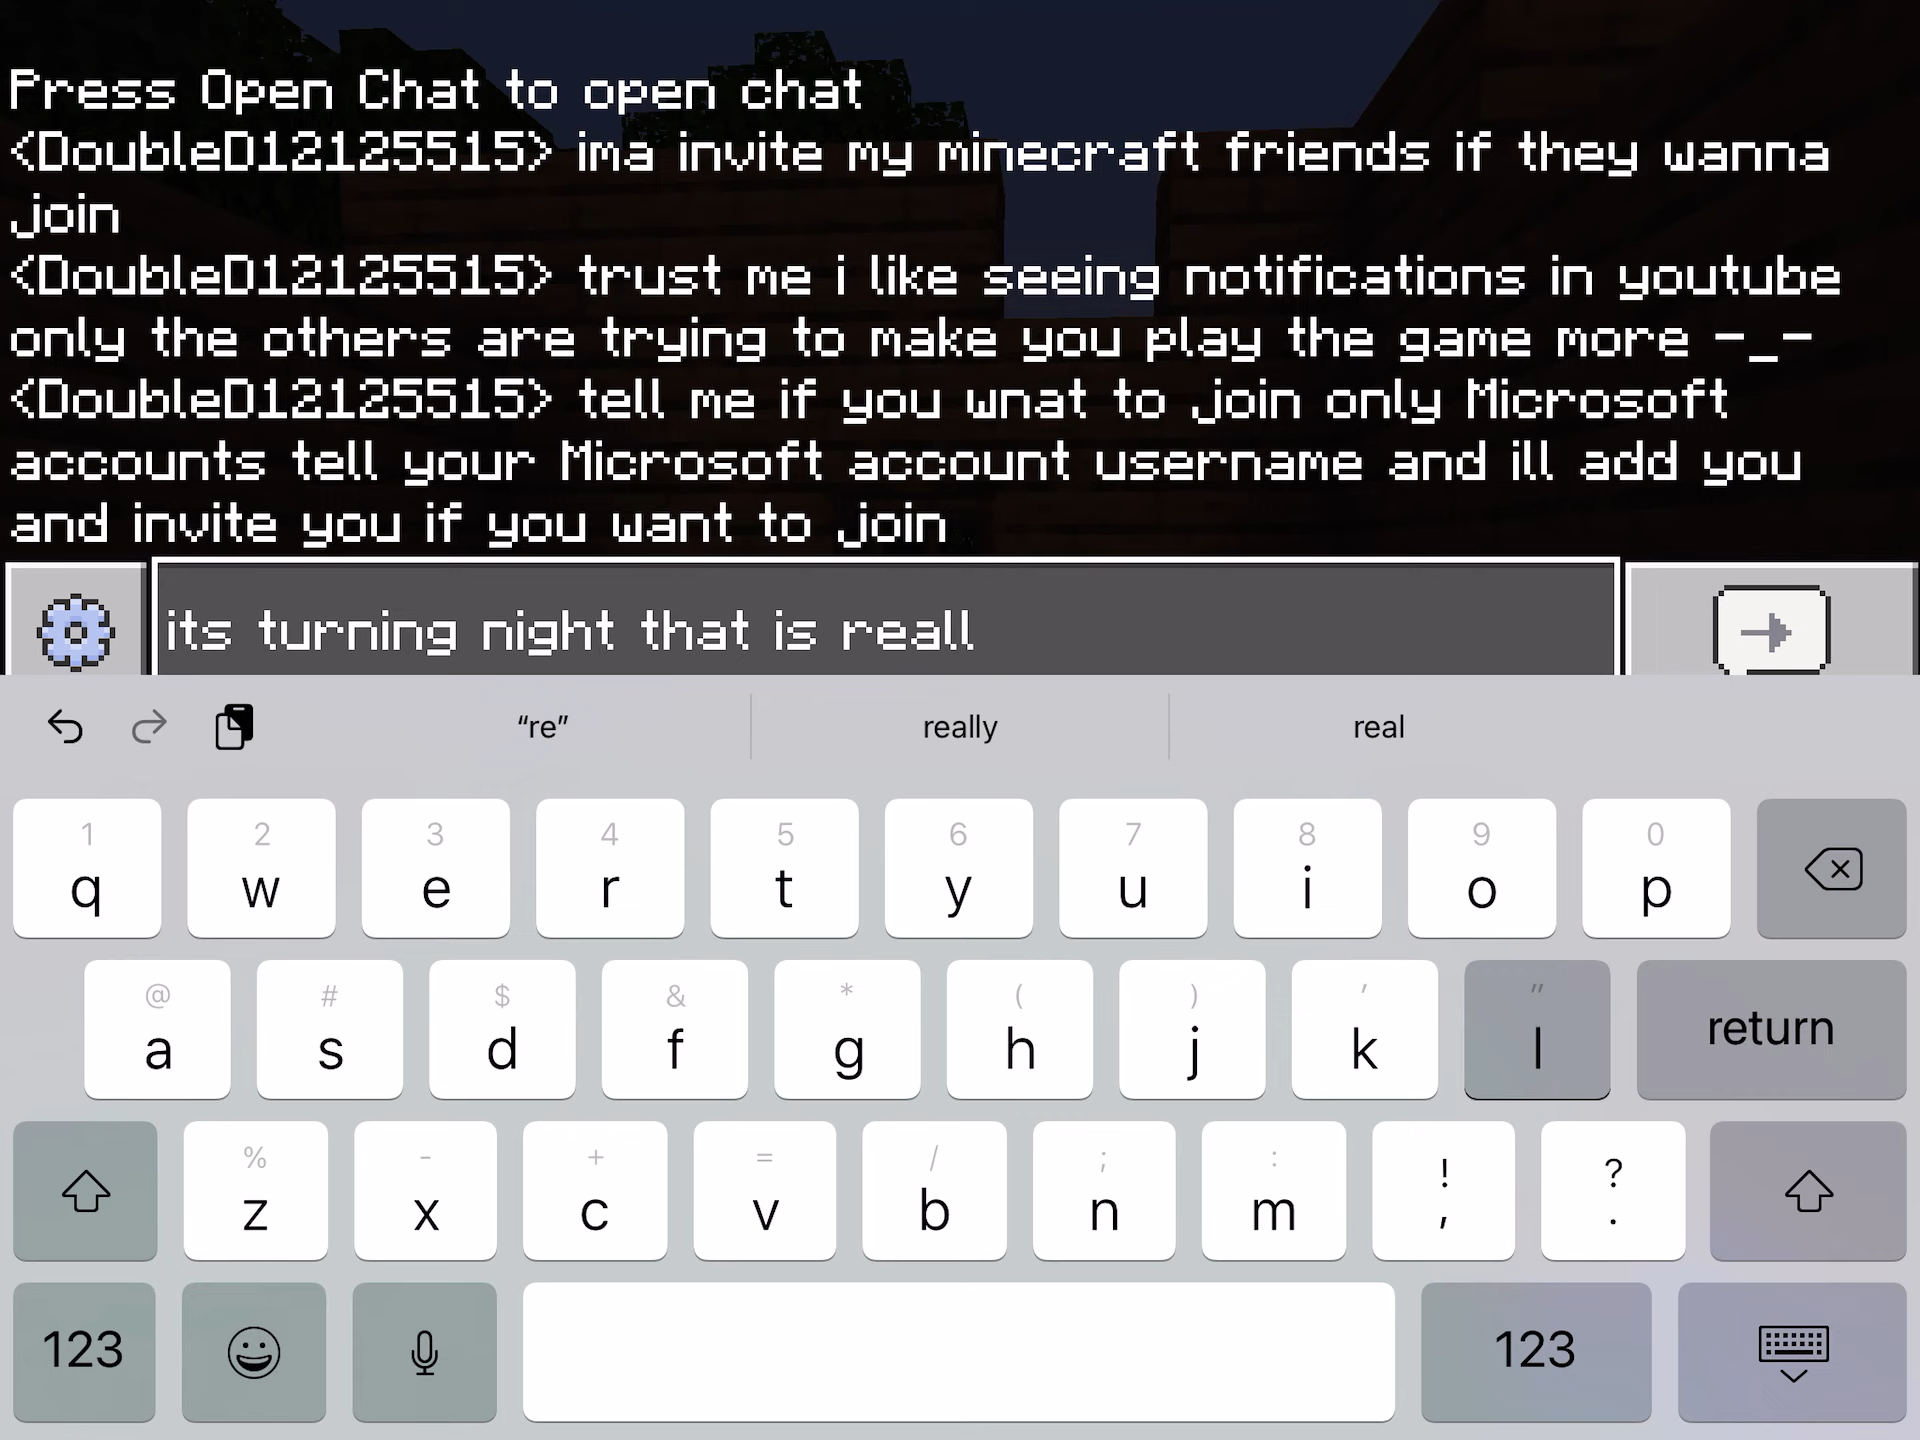 Press Open Chat to open chat
<DoubleD12125515> ima invite my minecraft friends if they wanna
join
<DoubleD12125515> trust me i like seeing notifications in youtube
only the others are trying to make you play the game more -_-
<DoubleD12125515> tell me if you wnat to join only Microsoft
accounts tell your Microsoft account username and ill add you
and invite you if you want to join
its turning night that is reall
“re” really real
1 2 3 4 5 6 7 8 9 0
q w e r t y u i o p
@ # $ & * ( ) ' "
a s d f g h j k l return
% - + = / ; : ! ?
z x c v b n m , .
123 123